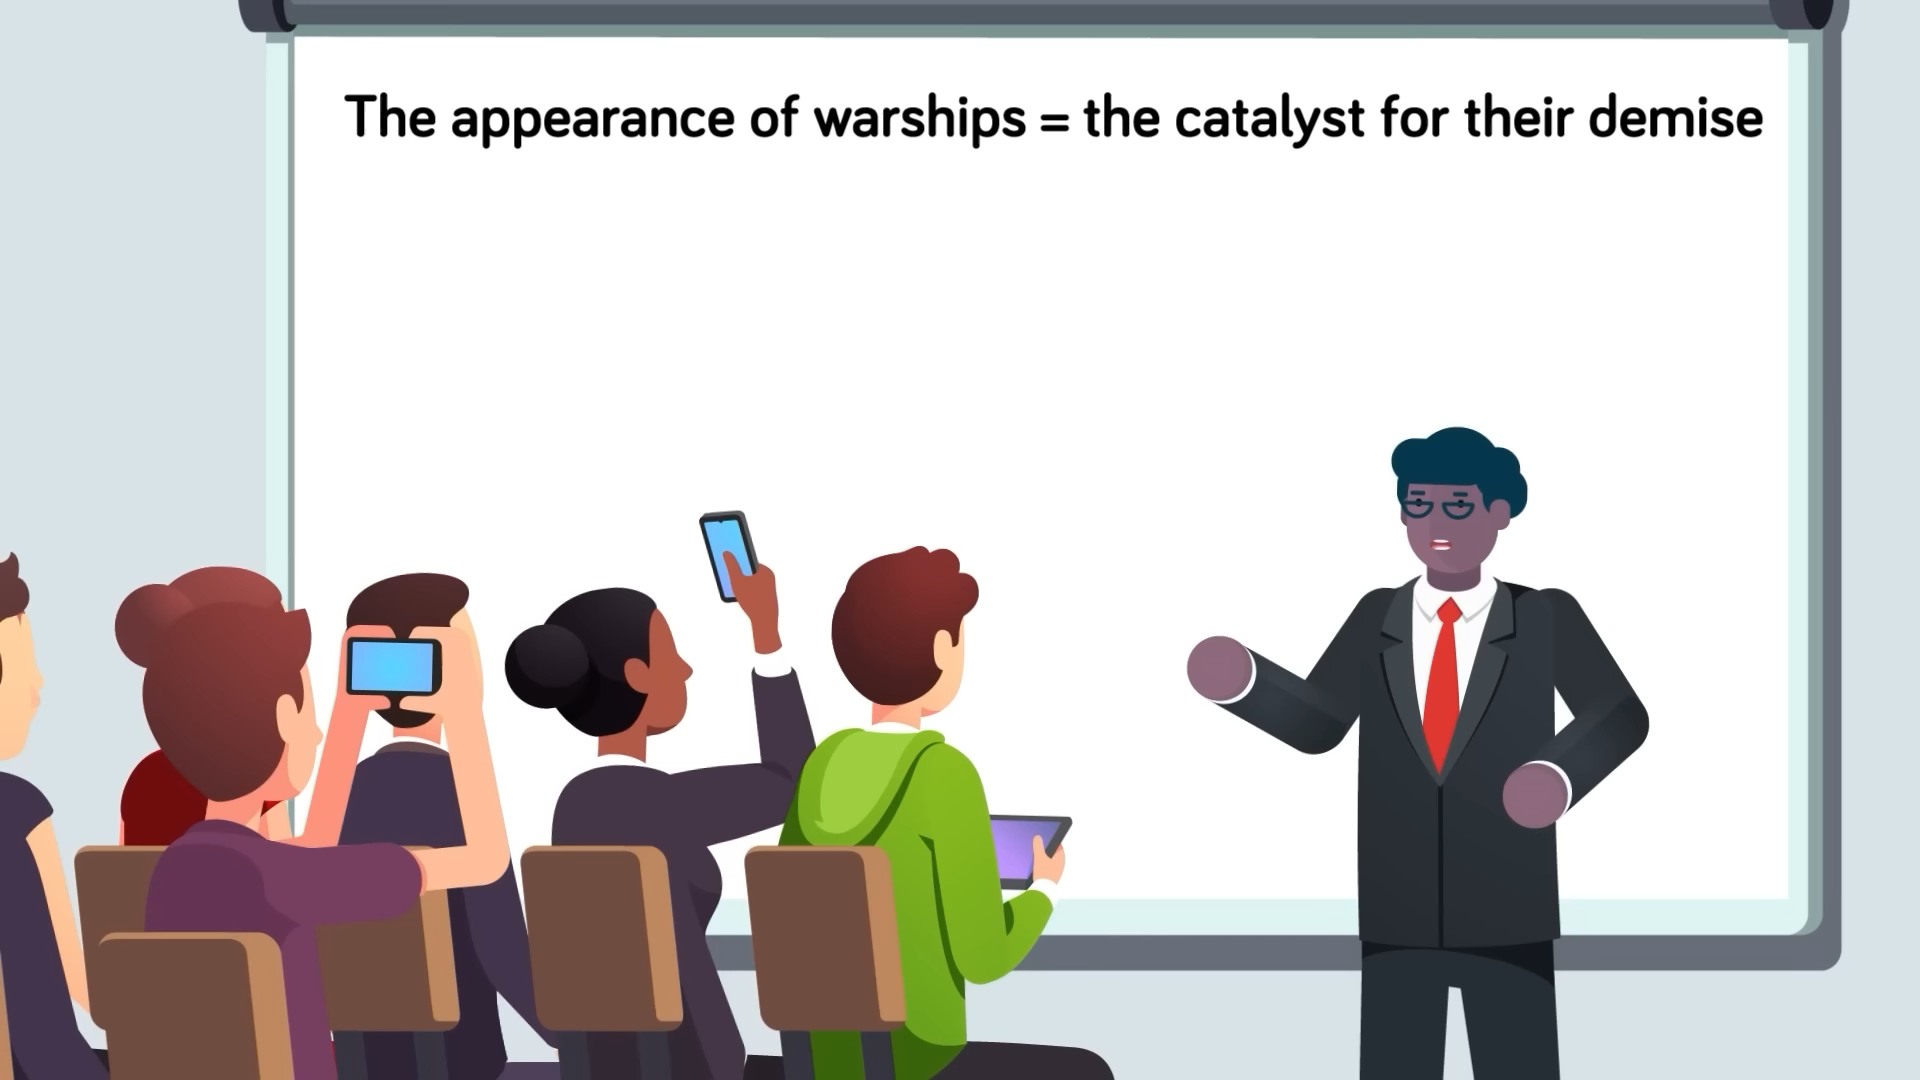 The appearance of warships = the catalyst for their demise